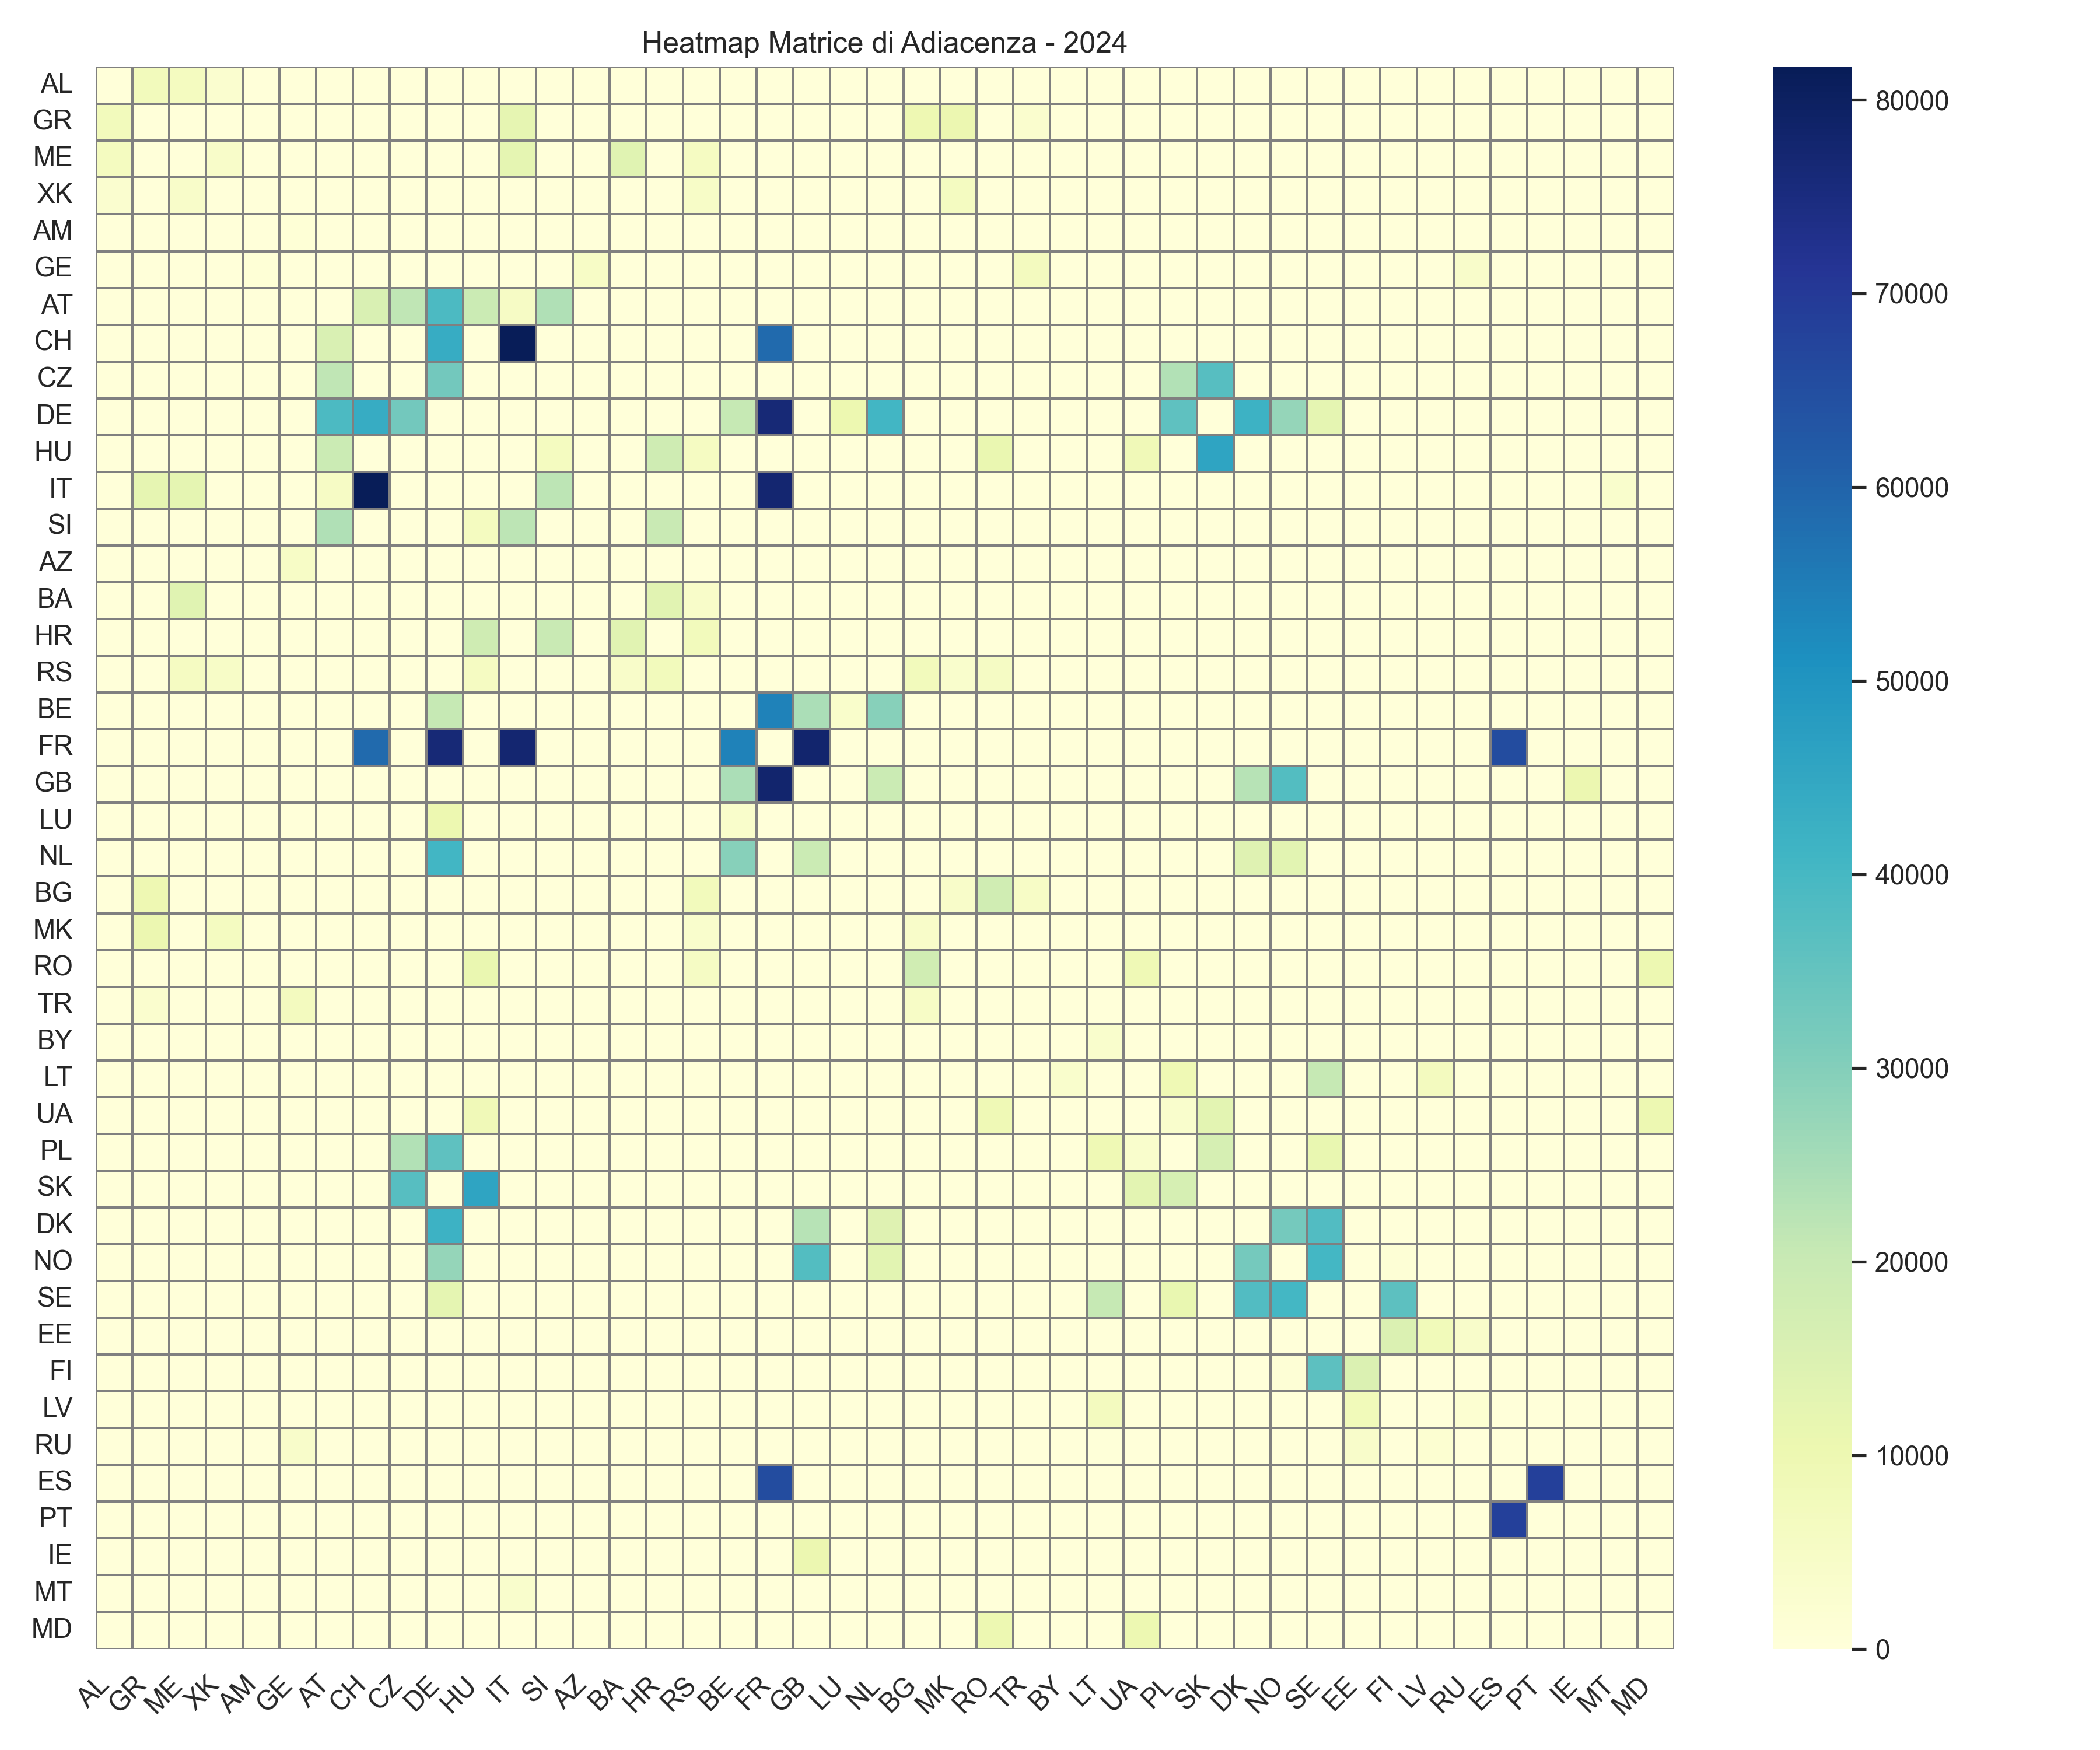 Heatmap Matrice di Adiacenza - 2024
AL
GR
ME
XK
AM
GE
AT
CH
CZ
DE
HU
IT
SI
AZ
BA
HR
RS
BE
FR
GB
LU
NL
BG
MK
RO
TR
BY
LT
UA
PL
SK
DK
NO
SE
EE
FI
LV
RU
ES
PT
IE
MT
MD
AL GR ME XK AM GE AT CH CZ DE HU IT SI AZ BA HR RS BE FR GB LU NL BG MK RO TR BY LT UA PL SK DK NO SE EE FI LV RU ES PT IE MT MD
80000
70000
60000
50000
40000
30000
20000
10000
0